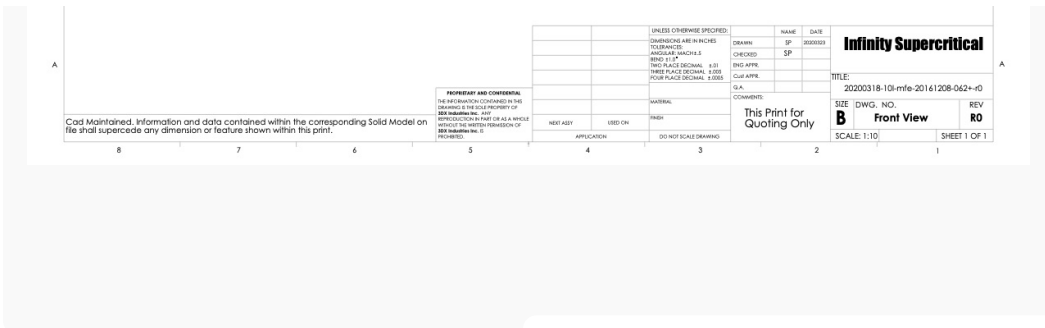 A
A
UNLESS OTHERWISE SPECIFIED:
DIMENSIONS ARE IN INCHES
TOLERANCES:
ANGULAR: MACH±.5
BEND ±1.0°
TWO PLACE DECIMAL ±.01
THREE PLACE DECIMAL ±.005
FOUR PLACE DECIMAL ±.0005
MATERIAL
FINISH
DO NOT SCALE DRAWING
NAME DATE
DRAWN SP 20200323
CHECKED SP
ENG APPR.
Cust APPR.
Q.A.
COMMENTS:
This Print for
Quoting Only
Infinity Supercritical
TITLE:
20200318-10l-mfe-20161208-062+-r0
SIZE DWG. NO. REV
B Front View R0
SCALE: 1:10 SHEET 1 OF 1
NEXT ASSY USED ON
APPLICATION
PROPRIETARY AND CONFIDENTIAL
THE INFORMATION CONTAINED IN THIS
DRAWING IS THE SOLE PROPERTY OF
SDX Industries Inc. ANY
REPRODUCTION IN PART OR AS A WHOLE
WITHOUT THE WRITTEN PERMISSION OF
SDX Industries Inc. IS
PROHIBITED.
Cad Maintained. Information and data contained within the corresponding Solid Model on
file shall supercede any dimension or feature shown within this print.
8 7 6 5 4 3 2 1